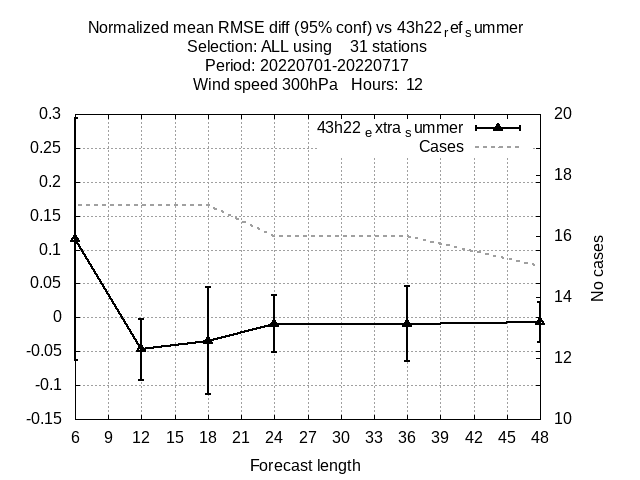 Normalized mean RMSE diff (95% conf) vs 43h22refsummer
Selection: ALL using 31 stations
Period: 20220701-20220717
Wind speed 300hPa Hours: 12
43h22extrasummer
Cases
0.3
0.25
0.2
0.15
0.1
0.05
0
-0.05
-0.1
-0.15
20
18
16
14
12
10
No cases
6 9 12 15 18 21 24 27 30 33 36 39 42 45 48
Forecast length